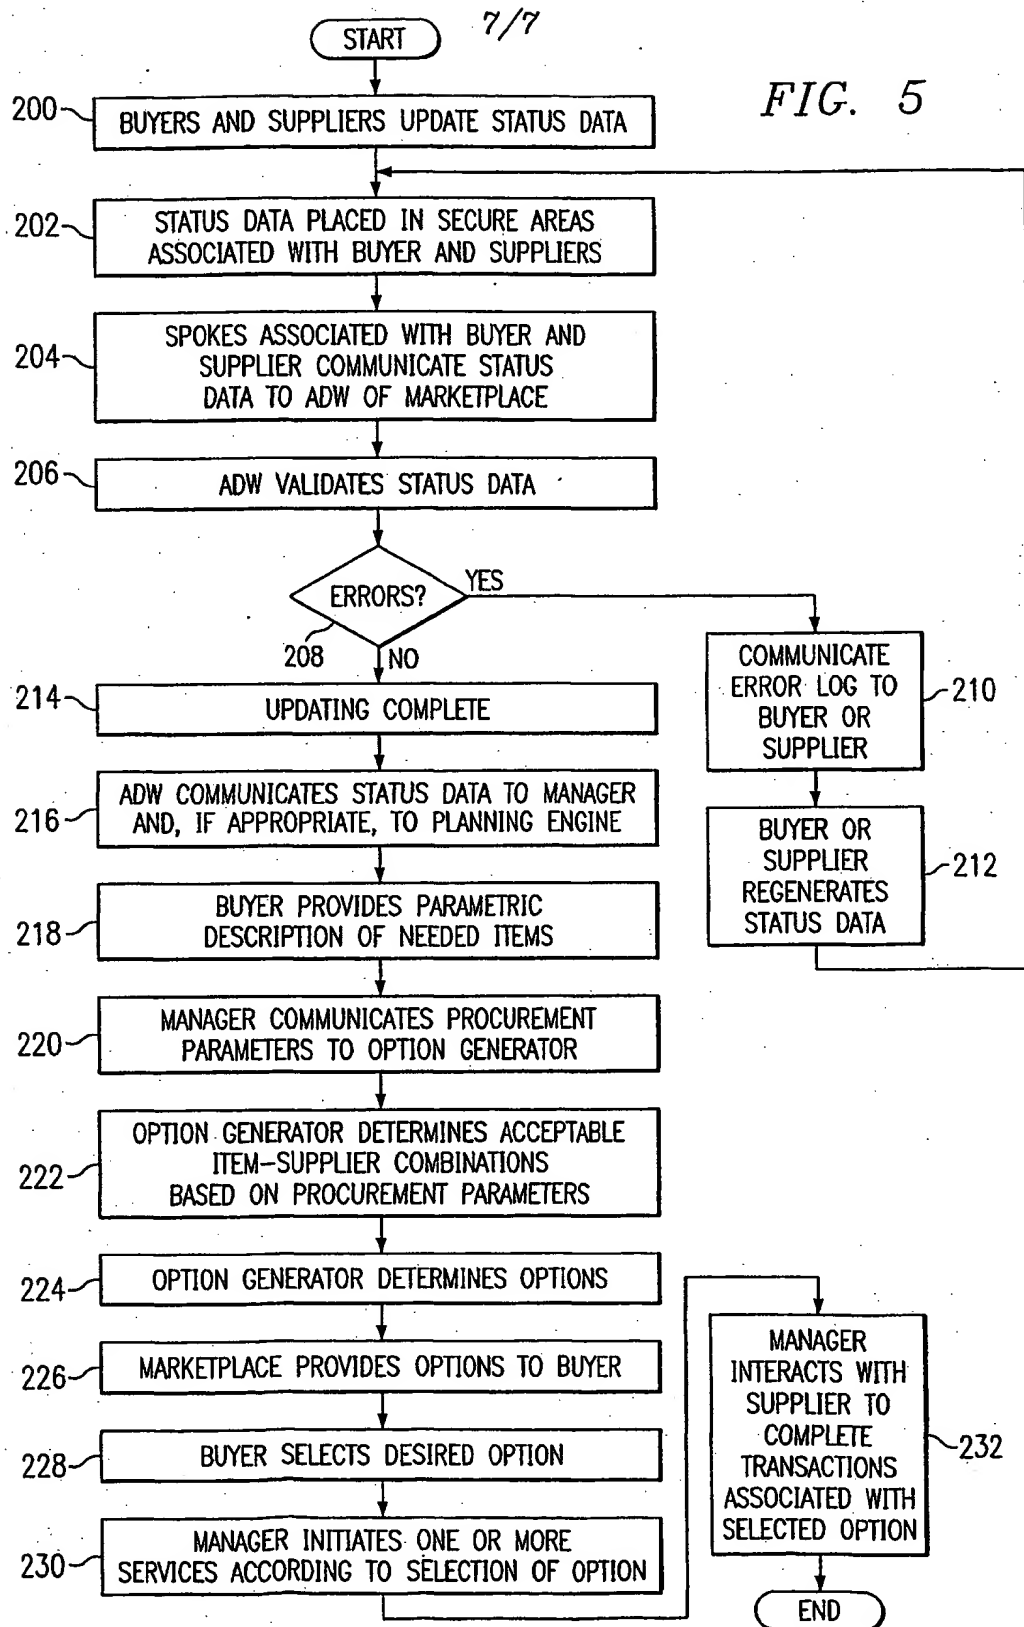 7/7
FIG. 5
START
200
BUYERS AND SUPPLIERS UPDATE STATUS DATA
202
STATUS DATA PLACED IN SECURE AREAS
ASSOCIATED WITH BUYER AND SUPPLIERS
204
SPOKES ASSOCIATED WITH BUYER AND
SUPPLIER COMMUNICATE STATUS
DATA TO ADW OF MARKETPLACE
206
ADW VALIDATES STATUS DATA
ERRORS?
YES
208
NO
COMMUNICATE
ERROR LOG TO
BUYER OR
SUPPLIER
210
BUYER OR
SUPPLIER
REGENERATES
STATUS DATA
212
214
UPDATING COMPLETE
216
ADW COMMUNICATES STATUS DATA TO MANAGER
AND, IF APPROPRIATE, TO PLANNING ENGINE
218
BUYER PROVIDES PARAMETRIC
DESCRIPTION OF NEEDED ITEMS
220
MANAGER COMMUNICATES PROCUREMENT
PARAMETERS TO OPTION GENERATOR
222
OPTION GENERATOR DETERMINES ACCEPTABLE
ITEM-SUPPLIER COMBINATIONS
BASED ON PROCUREMENT PARAMETERS
224
OPTION GENERATOR DETERMINES OPTIONS
226
MARKETPLACE PROVIDES OPTIONS TO BUYER
228
BUYER SELECTS DESIRED OPTION
230
MANAGER INITIATES ONE OR MORE
SERVICES ACCORDING TO SELECTION OF OPTION
MANAGER
INTERACTS WITH
SUPPLIER TO
COMPLETE
TRANSACTIONS
ASSOCIATED WITH
SELECTED OPTION
232
END